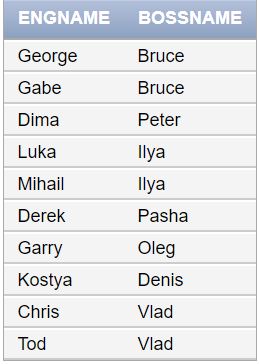 ENGNAME BOSSNAME
George Bruce
Gabe Bruce
Dima Peter
Luka Ilya
Mihail Ilya
Derek Pasha
Garry Oleg
Kostya Denis
Chris Vlad
Tod Vlad